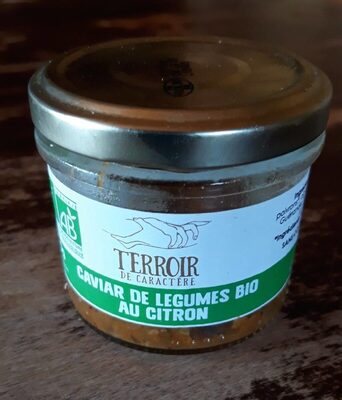 AB
TERROIR
DE CARACTÈRE
CAVIAR DE LEGUMES BIO
AU CITRON